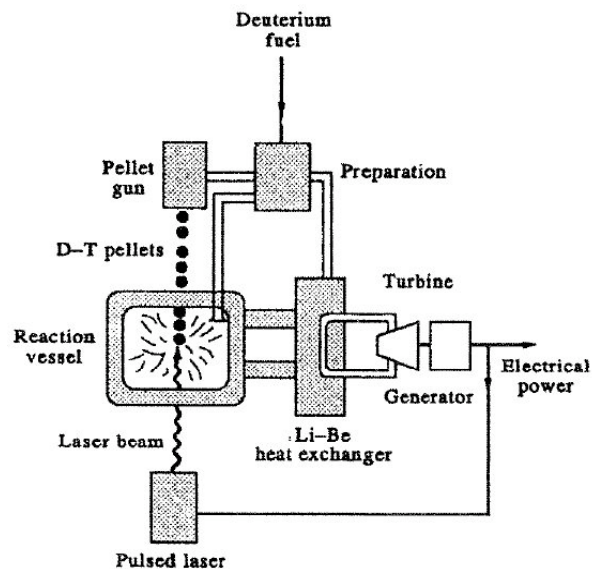 Deuterium
fuel
Pellet
gun
Preparation
D–T pellets
Turbine
Reaction
vessel
Electrical
power
Generator
Laser beam
Li–Be
heat exchanger
Pulsed laser